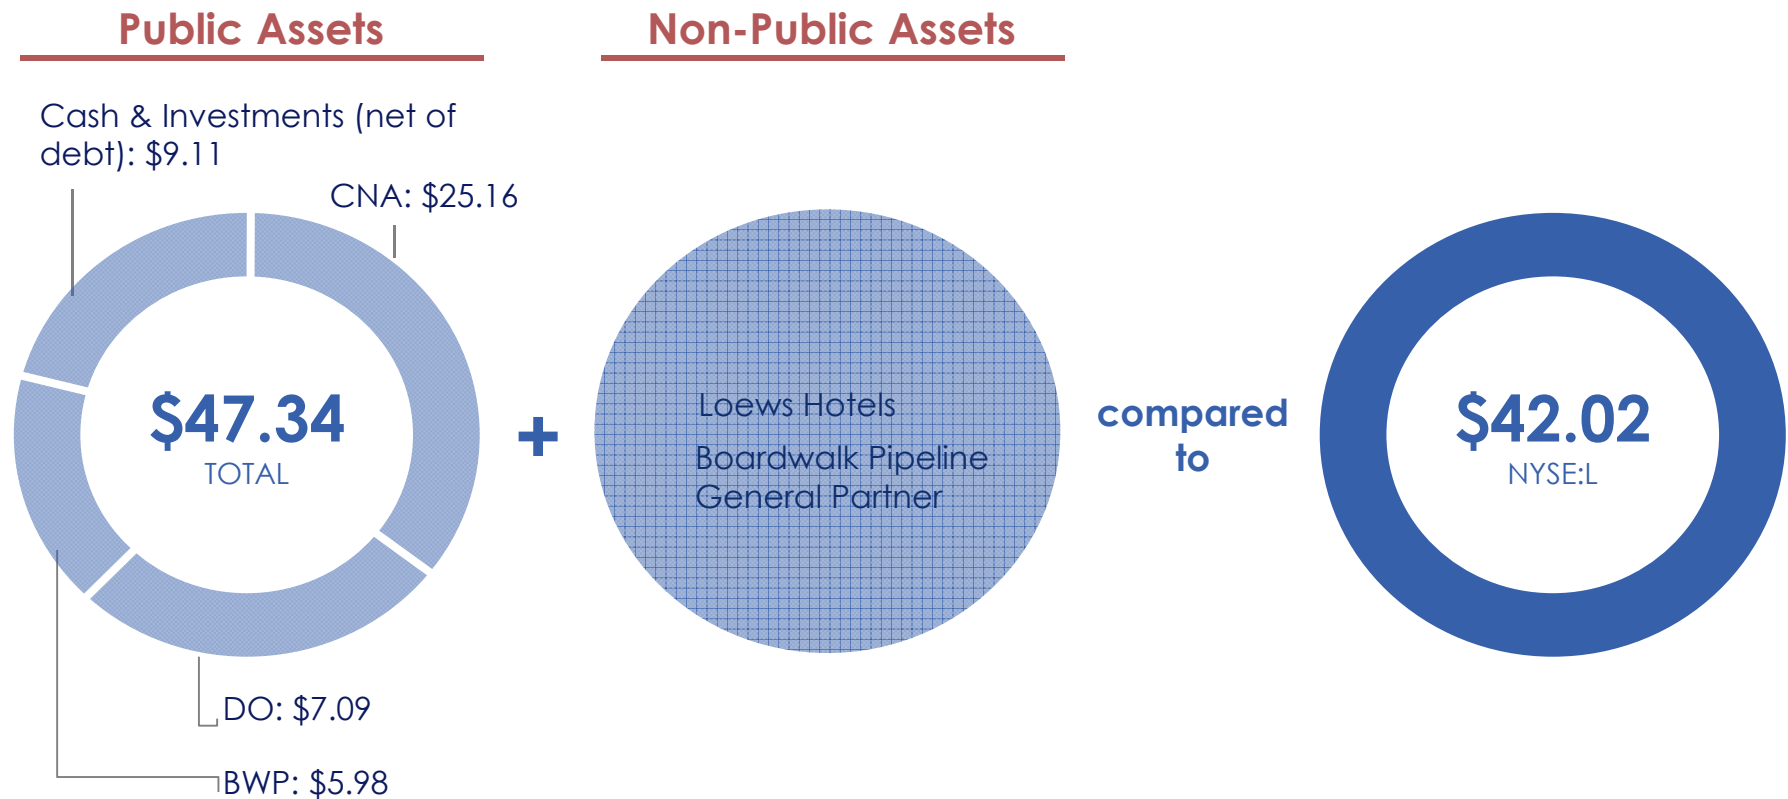 Public Assets
Non-Public Assets
Cash & Investments (net of
debt): $9.11
CNA: $25.16
$47.34
TOTAL
DO: $7.09
BWP: $5.98
+
Loews Hotels
Boardwalk Pipeline
General Partner
compared
to
$42.02
NYSE:L